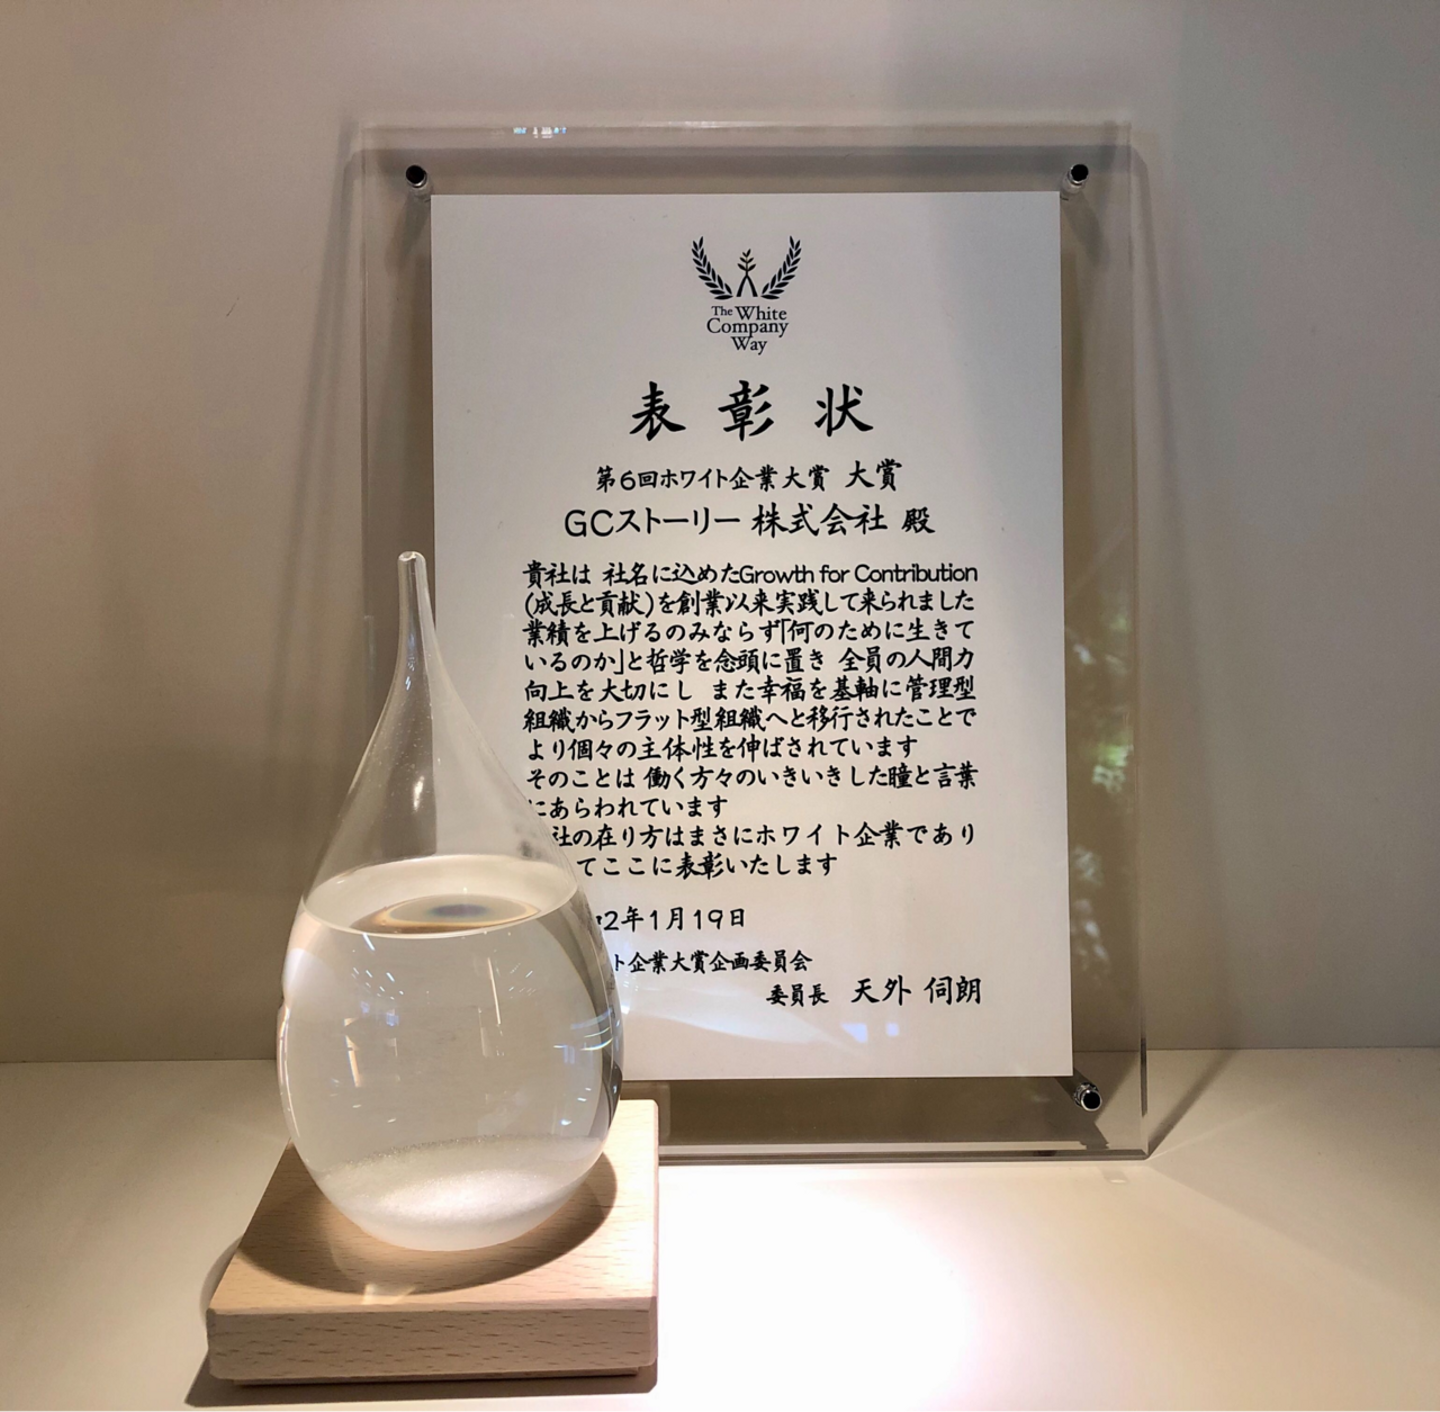 The White
Company
Way
表彰状
第6回ホワイト企業大賞 大賞
GCストーリー 株式会社 殿
貴社は 社名に込めたGrowth for Contribution
(成長と貢献)を創業以来実践して来られました
業績を上げるのみならず「何のために生きて
いるのか」と哲学を念頭に置き 全員の人間力
向上を大切にし また幸福を基軸に管理型
組織からフラット型組織へと移行されたことで
より個々の主体性を伸ばされています
そのことは 働く方々のいきいきした瞳と言葉
にあらわれています
社の在り方はまさにホワイト企業であり
てここに表彰いたします
2年1月19日
ト企業大賞企画委員会
委員長 天外 伺朗